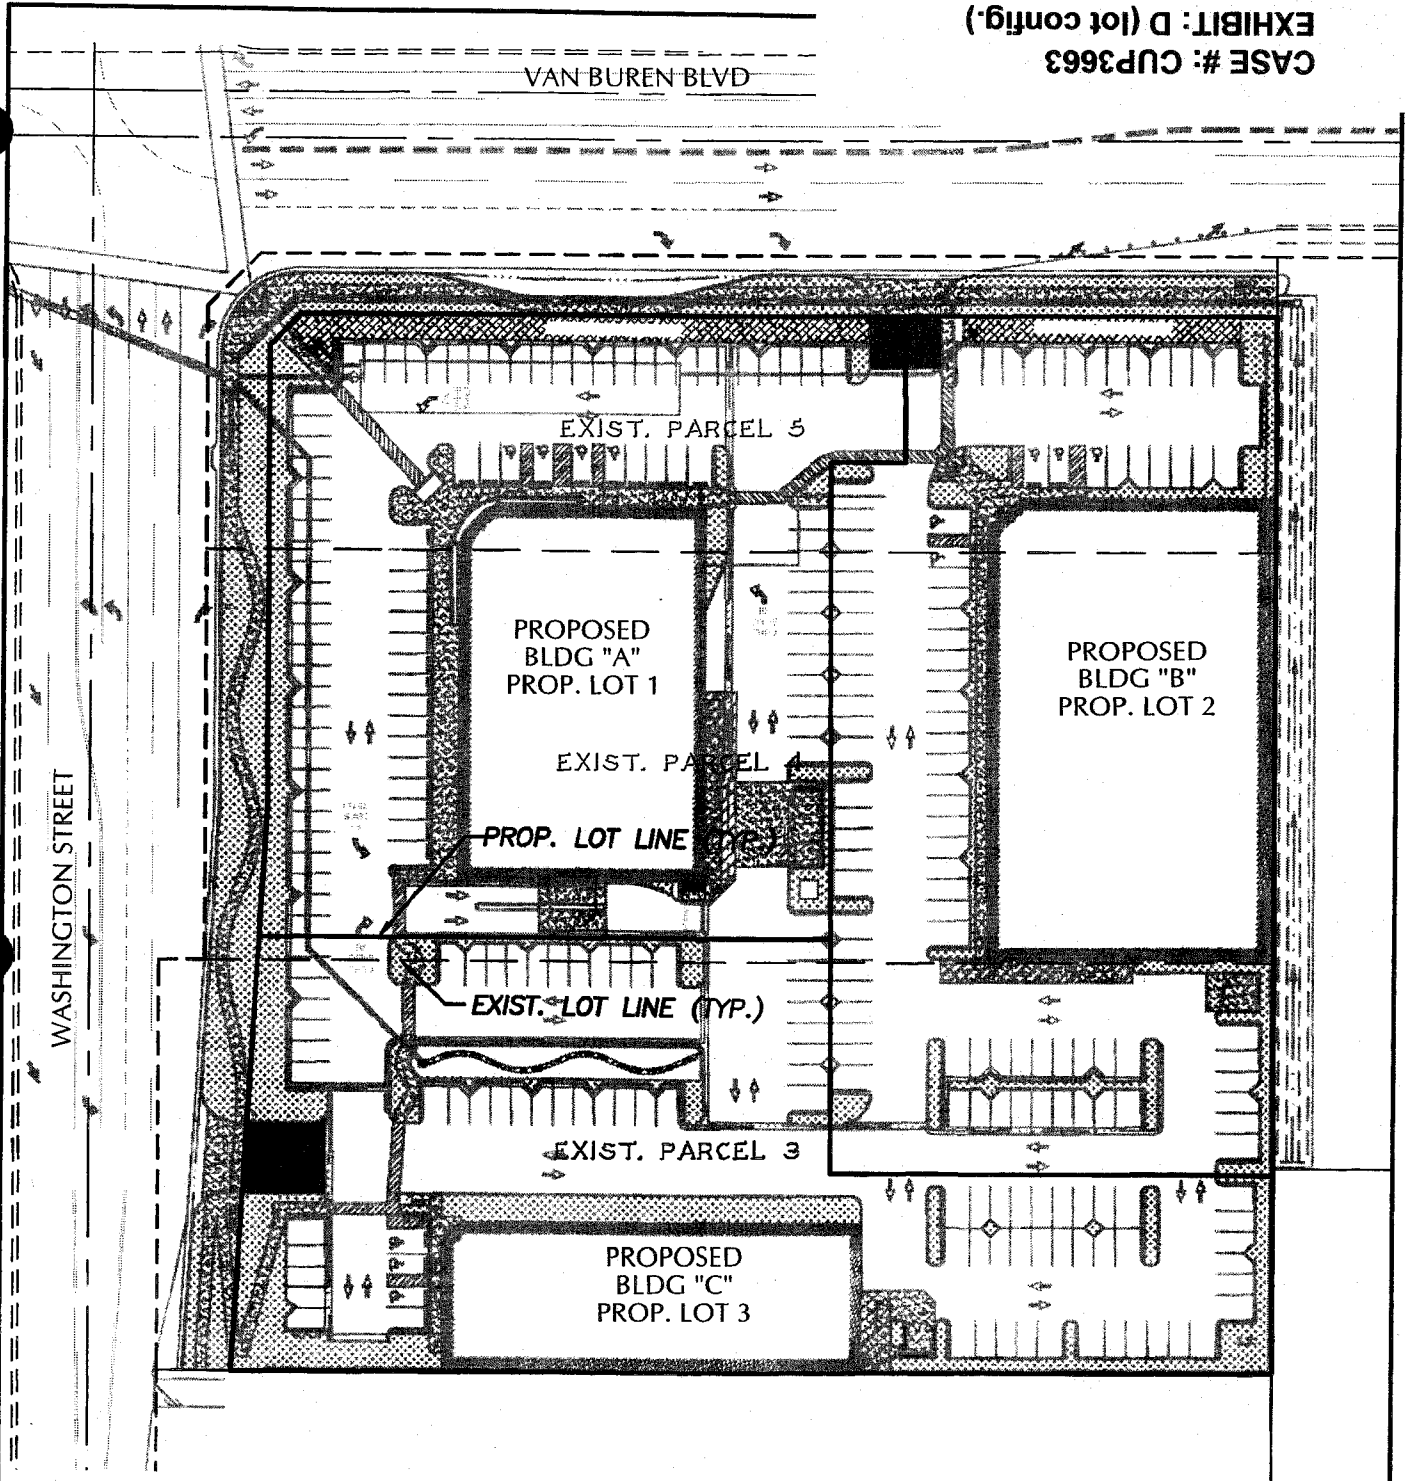 CASE #: CUP3663
EXHIBIT: D (lot config.)
VAN BUREN BLVD
EXIST. PARCEL 5
PROPOSED
BLDG "A"
PROP. LOT 1
PROPOSED
BLDG "B"
PROP. LOT 2
EXIST. PARCEL 4
WASHINGTON STREET
PROP. LOT LINE (TYP.)
EXIST. LOT LINE (TYP.)
EXIST. PARCEL 3
PROPOSED
BLDG "C"
PROP. LOT 3